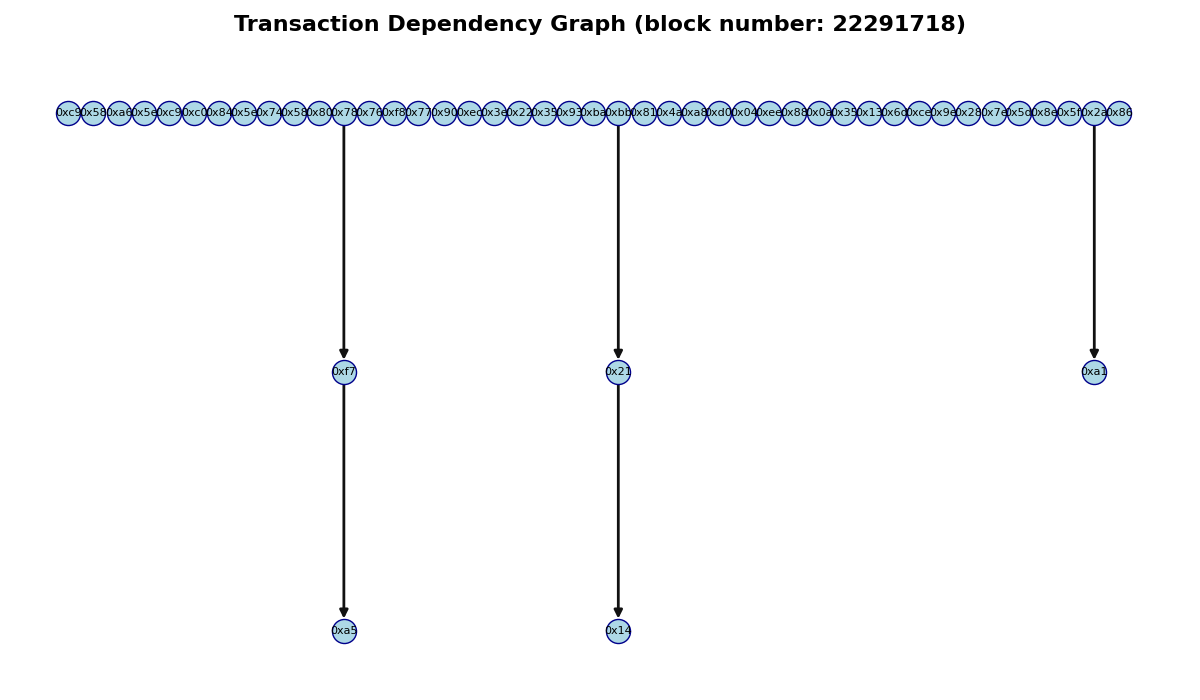 Transaction Dependency Graph (block number: 22291718)
0xc9 0x58 0xa6 0x5e 0xc9 0xc0 0x84 0x5e 0x74 0x58 0x80 0x78 0x76 0xf8 0x77 0x90 0xec 0x3e 0x22 0x35 0x93 0xba 0xbb 0x81 0x4a 0xa8 0xd0 0x04 0xee 0x88 0x0a 0x35 0x13 0x6d 0xce 0x9e 0x28 0x7e 0x5d 0x8e 0x5f 0x2a 0x86
0xf7 0x21 0xa1
0xa5 0x14